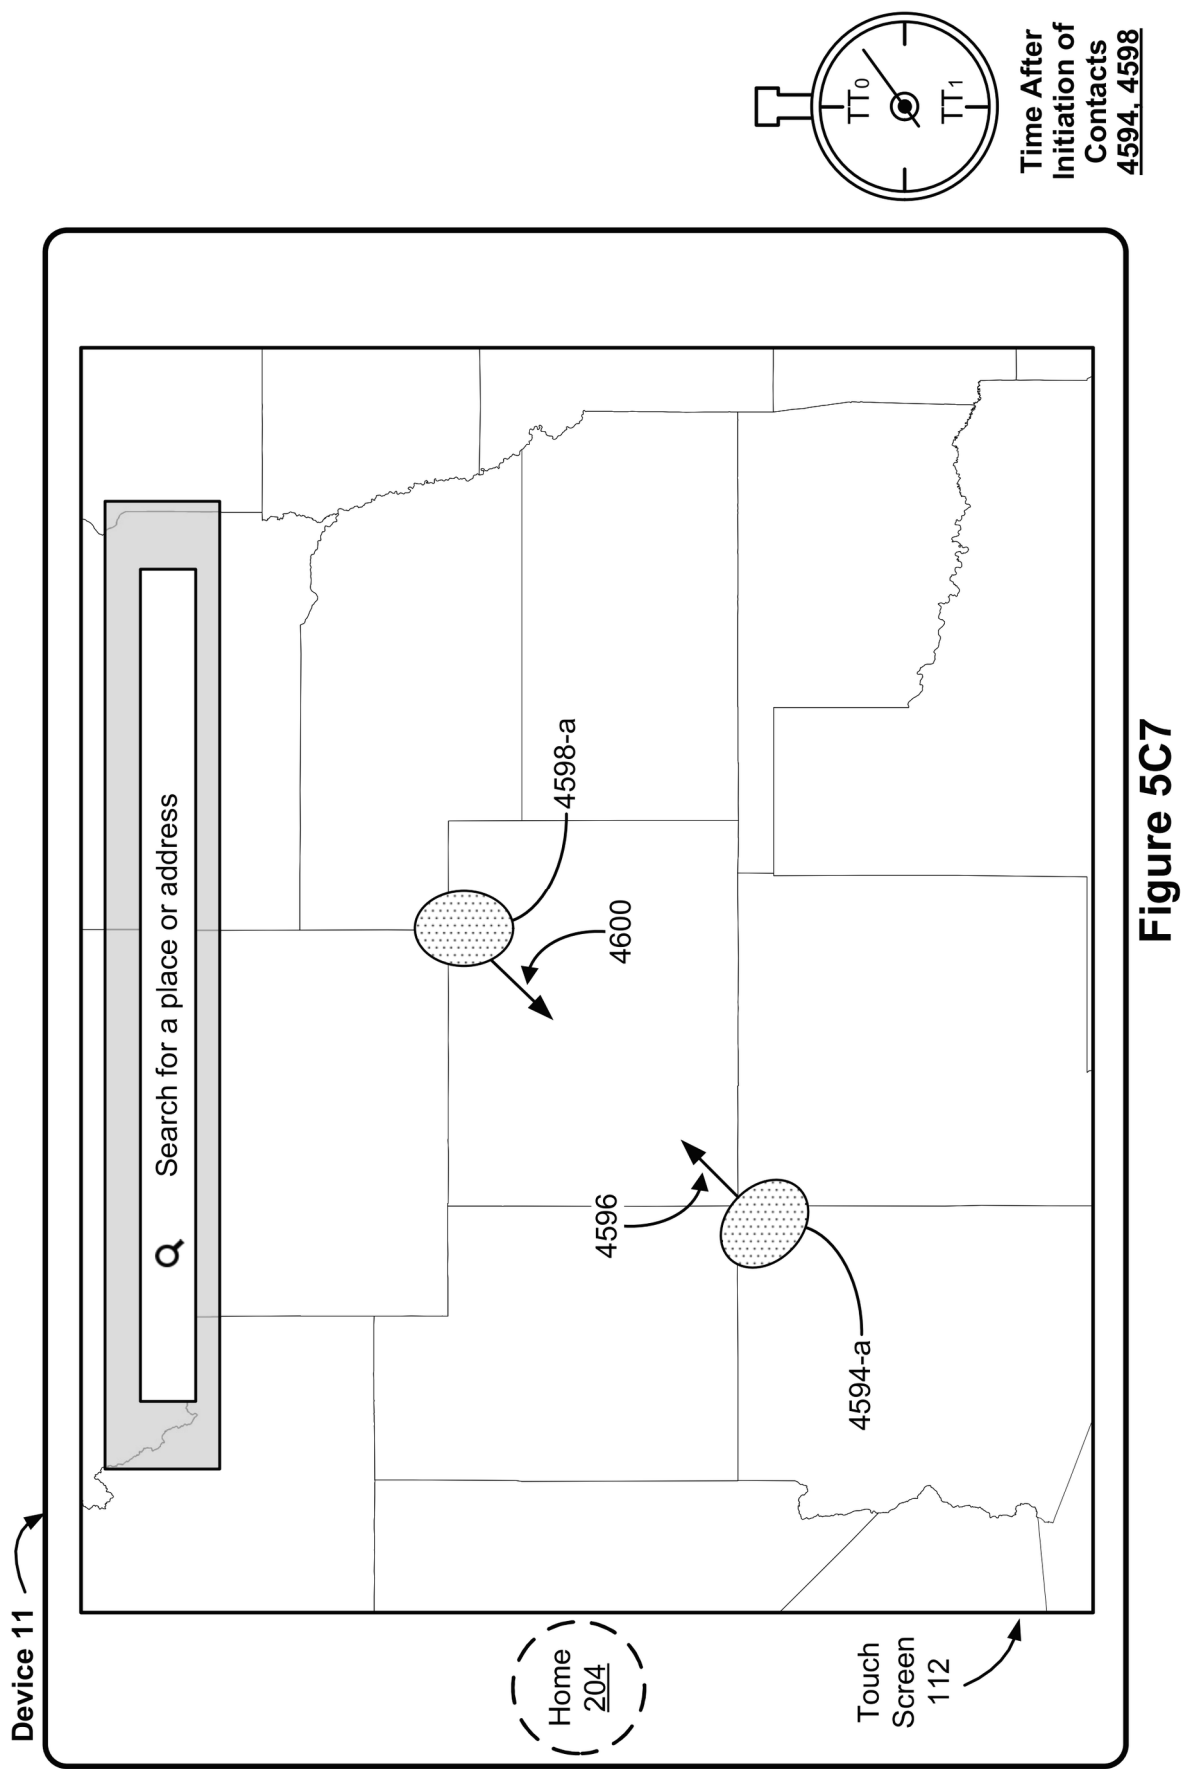 Device 11
Search for a place or address
4598-a
4600
4596
4594-a
Home
204
Touch
Screen
112
TT0
TT1
Time After
Initiation of
Contacts
4594, 4598
Figure 5C7